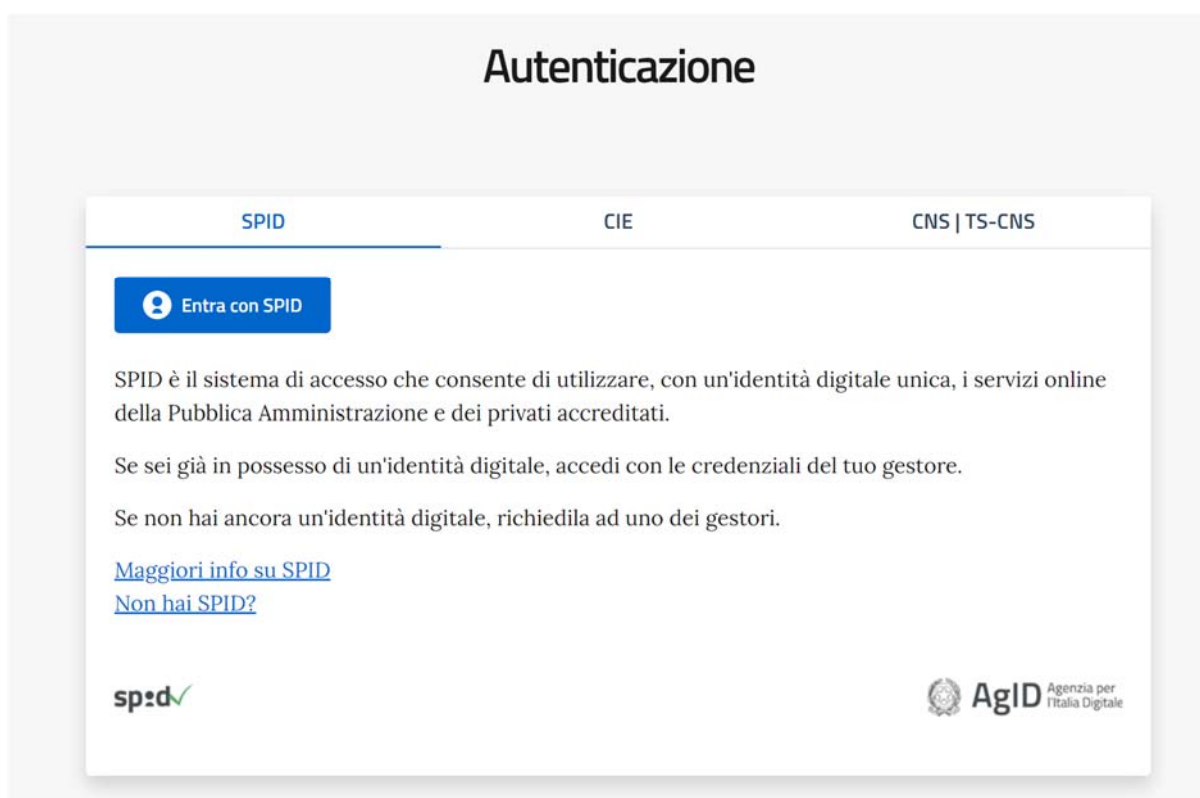 Autenticazione
SPID
CIE
CNS | TS-CNS
Entra con SPID
SPID è il sistema di accesso che consente di utilizzare, con un'identità digitale unica, i servizi online
della Pubblica Amministrazione e dei privati accreditati.
Se sei già in possesso di un'identità digitale, accedi con le credenziali del tuo gestore.
Se non hai ancora un'identità digitale, richiedila ad uno dei gestori.
Maggiori info su SPID
Non hai SPID?
spid
AgID Agenzia per
l'Italia Digitale